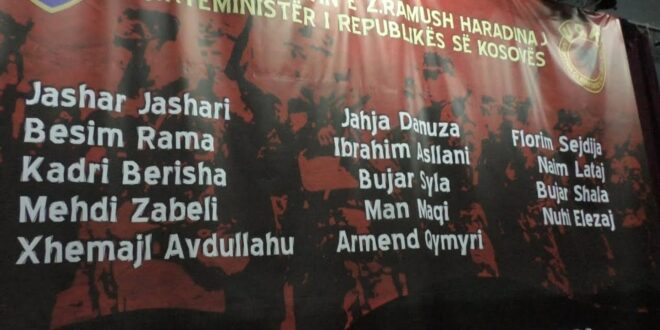 E Z.RAMUSH HARADINAJ
I REPUBLIKËS SË KOSOVËS
Jashar Jashari
Besim Rama
Kadri Berisha
Mehdi Zabeli
Xhemajl Avdullahu
Jahja Danuza
Ibrahim Asllani
Bujar Syla
Man Naqi
Armend Qymyri
Florim Sejdija
Naim Lataj
Bujar Shala
Nuhi Elezaj